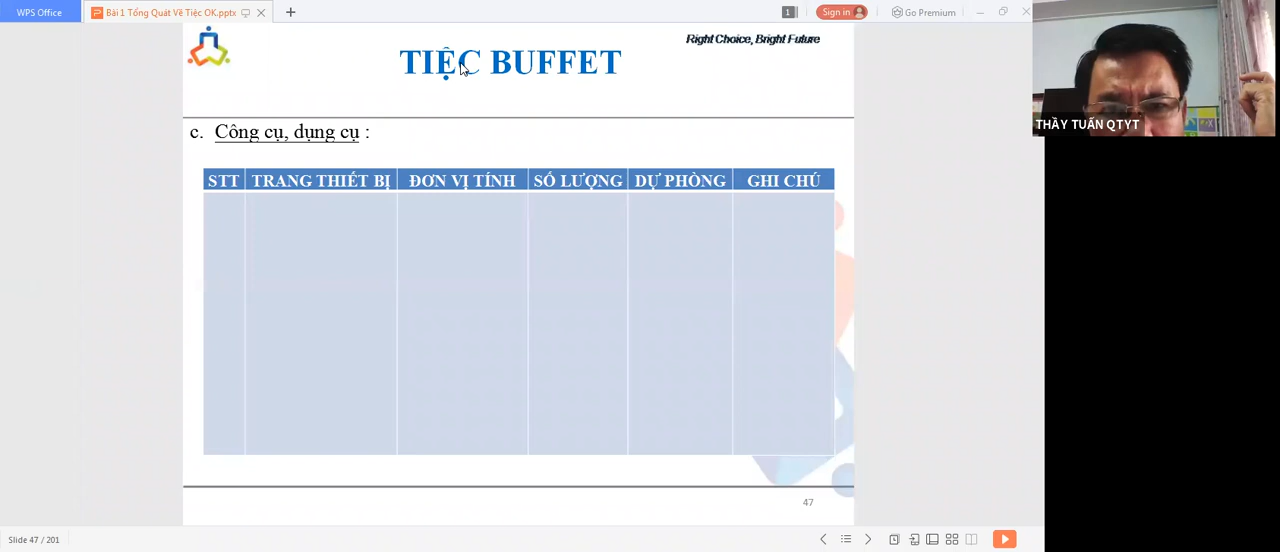 WPS Office
Bài 1 Tổng Quát Về Tiệc OK.pptx
1
Sign in
Go Premium
Right Choice, Bright Future
TIỆC BUFFET
THẦY TUẤN QTYT
c. Công cụ, dụng cụ :
STT TRANG THIẾT BỊ ĐƠN VỊ TÍNH SỐ LƯỢNG DỰ PHÒNG GHI CHÚ
47
Slide 47 / 201